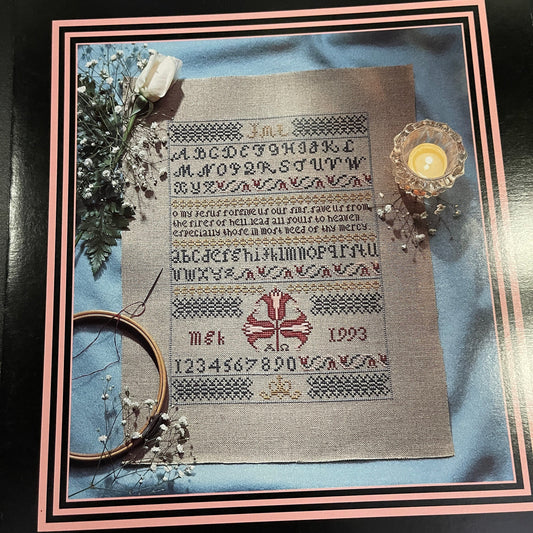 JMC
ABCDEFGHIJKL
MNOPQRSTUVW
XYZ
O my Jesus forgive us our sins. save us from
the fires of hell. lead all souls to heaven.
especially those in most need of thy mercy.
abcdefghijklmnopqrstu
vwxyz
MEk 1993
1234567890